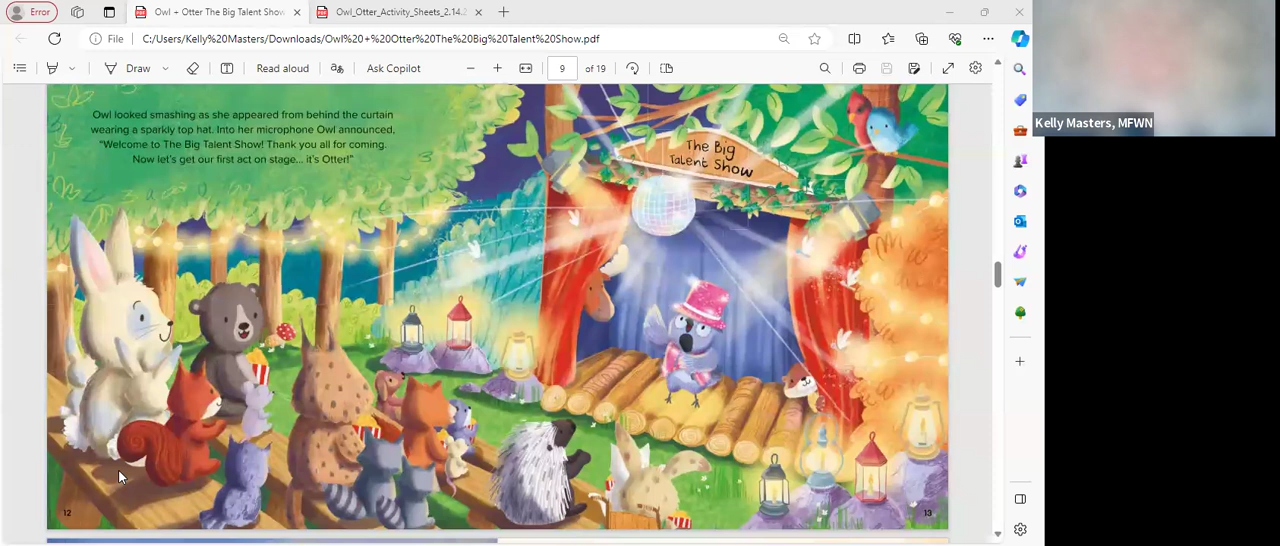 Error
Owl + Otter The Big Talent Show
Owl_Otter_Activity_Sheets_2.14.2
File
C:/Users/Kelly%20Masters/Downloads/Owl%20+%20Otter%20The%20Big%20Talent%20Show.pdf
Draw
Read aloud
Ask Copilot
9 of 19
Kelly Masters, MFWN
Owl looked smashing as she appeared from behind the curtain
wearing a sparkly top hat. Into her microphone Owl announced,
"Welcome to The Big Talent Show! Thank you all for coming.
Now let's get our first act on stage... it's Otter!"
The Big
Talent Show
12
13